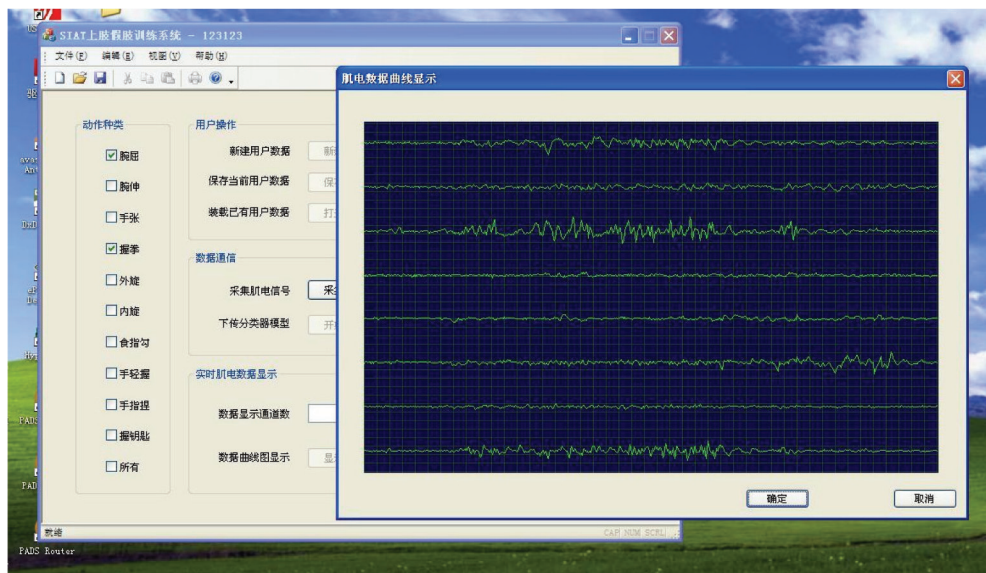 SIAT上肢假肢训练系统 - 123123
文件(F) 编辑(E) 视图(V) 帮助(H)
肌电数据曲线显示
动作种类
腕屈
腕伸
手张
握拳
外旋
内旋
食指勾
手轻握
手指捏
握钥匙
所有
用户操作
新建用户数据
保存当前用户数据
装载已有用户数据
数据通信
采集肌电信号
下传分类器模型
实时肌电数据显示
数据显示通道数
数据曲线图显示
确定 取消
就绪
CAP NUM SCRL
PADS Router